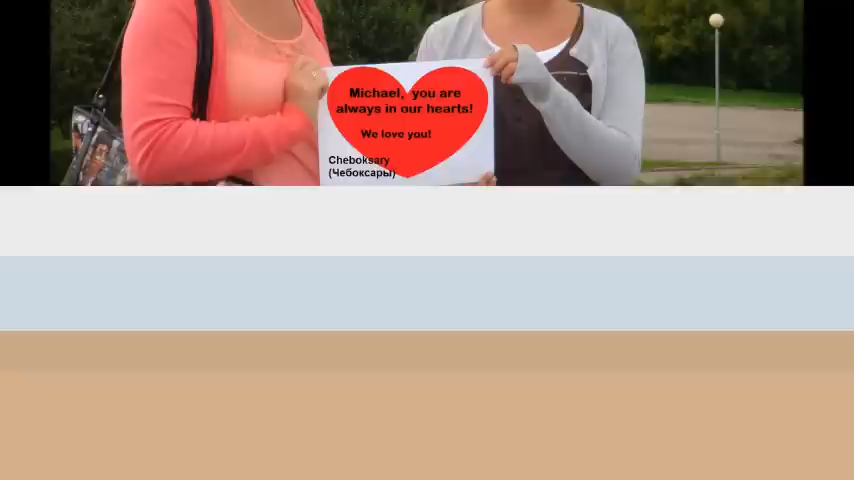 Michael, you are
always in our hearts!
We love you!
Cheboksary
(Чебоксары)